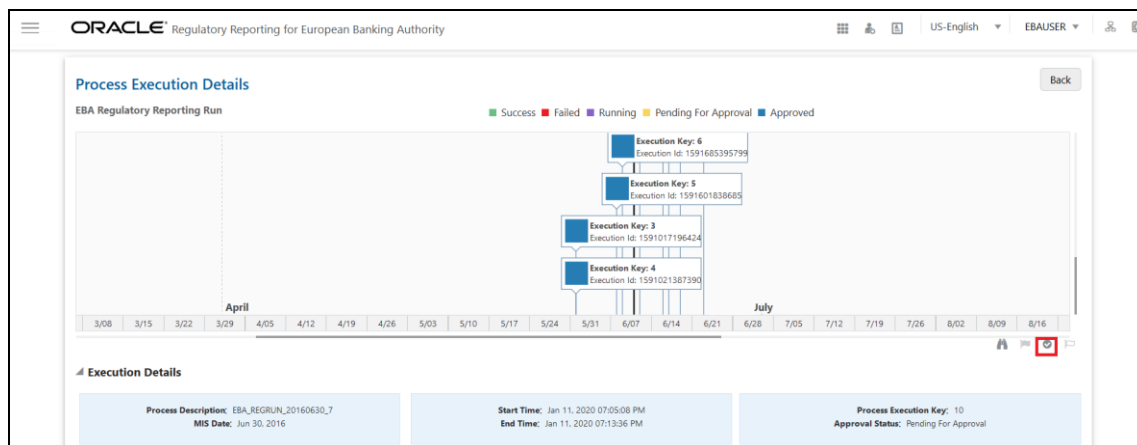 ORACLE® Regulatory Reporting for European Banking Authority
US-English
EBAUSER
Process Execution Details
Back
EBA Regulatory Reporting Run
Success Failed Running Pending For Approval Approved
Execution Key: 6
Execution Id: 1591685395799
Execution Key: 5
Execution Id: 1591601838685
Execution Key: 3
Execution Id: 1591017196424
Execution Key: 4
Execution Id: 1591021387390
April July
3/08 3/15 3/22 3/29 4/05 4/12 4/19 4/26 5/03 5/10 5/17 5/24 5/31 6/07 6/14 6/21 6/28 7/05 7/12 7/19 7/26 8/02 8/09 8/16
Execution Details
Process Description: EBA_REGRUN_20160630_7
MIS Date: Jun 30, 2016
Start Time: Jan 11, 2020 07:05:08 PM
End Time: Jan 11, 2020 07:13:36 PM
Process Execution Key: 10
Approval Status: Pending For Approval